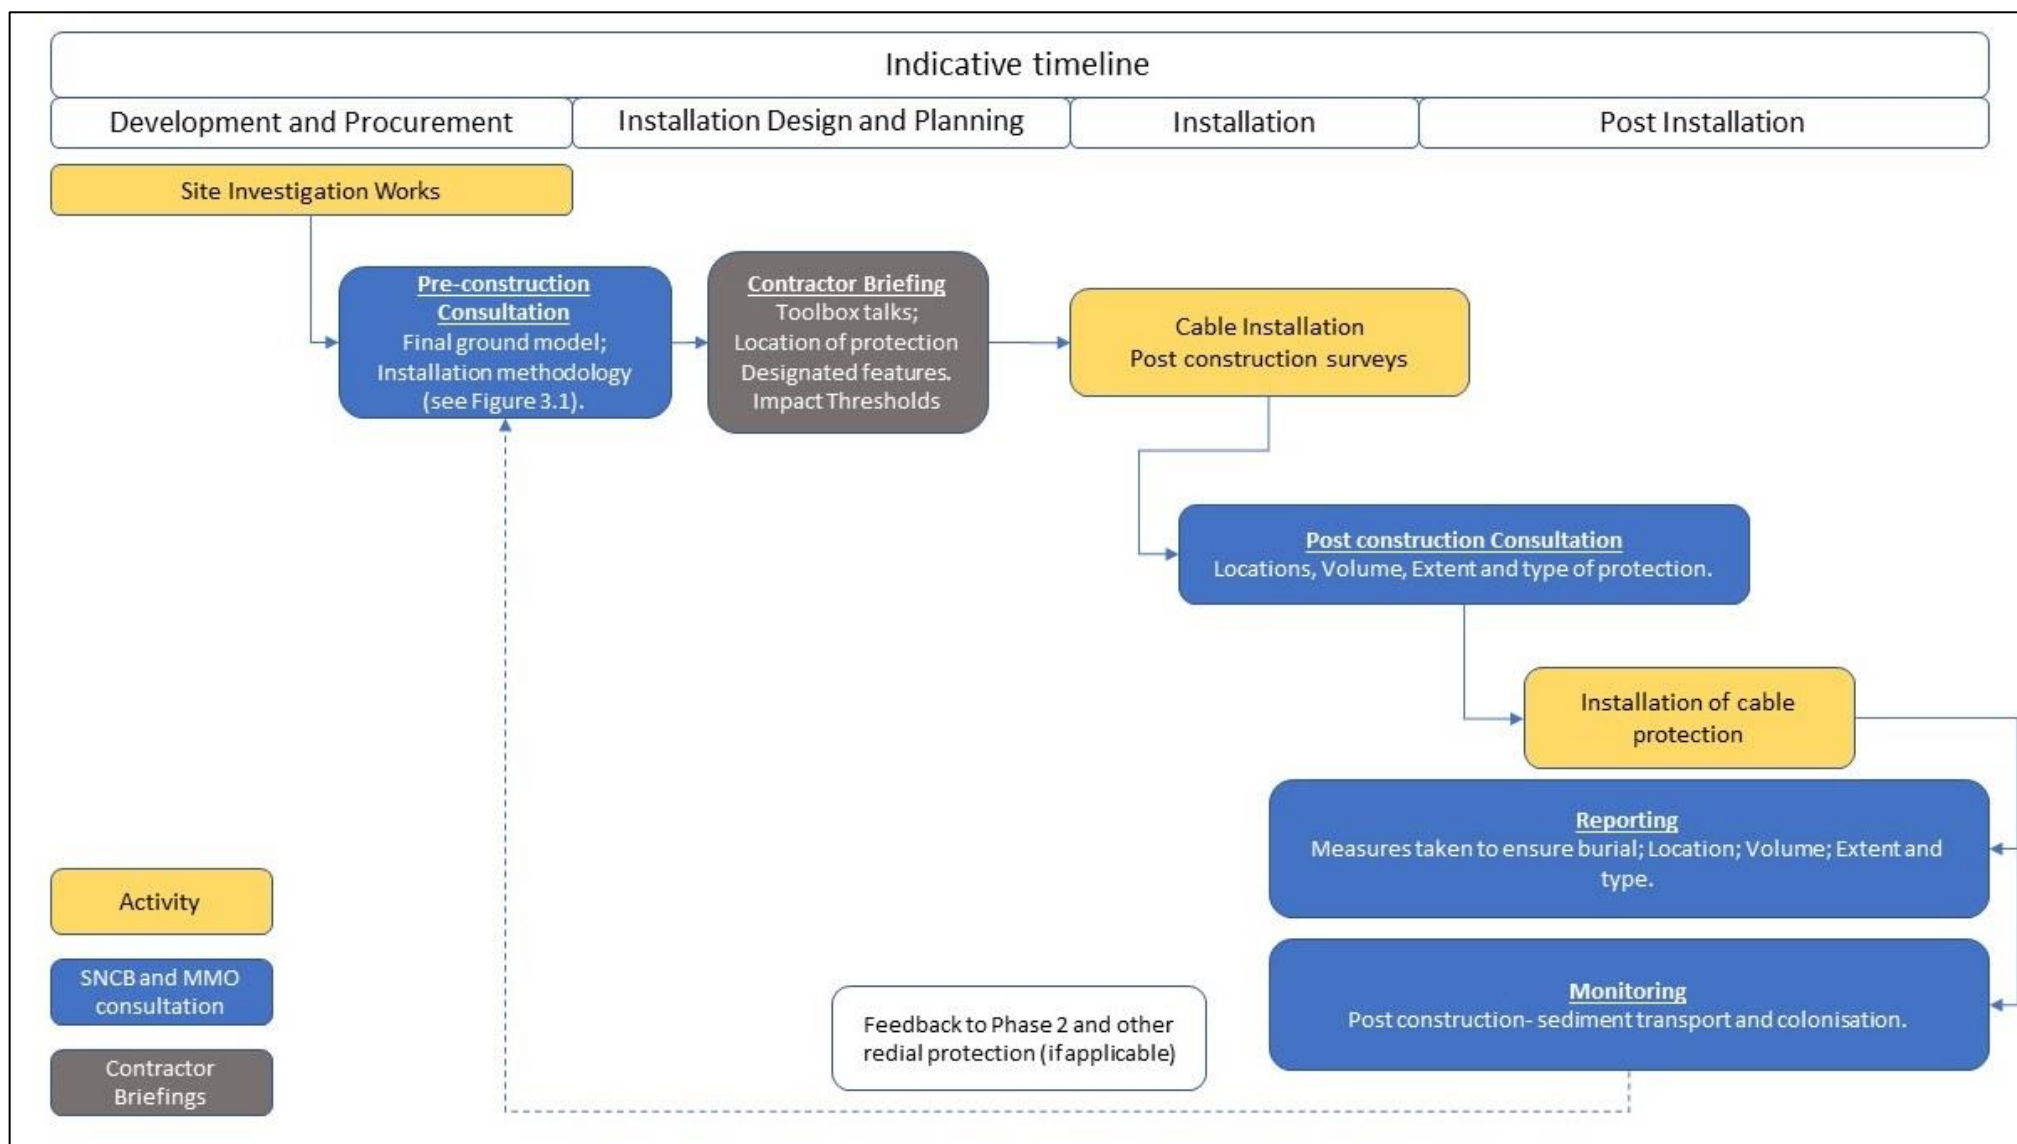 Indicative timeline
Development and Procurement
Installation Design and Planning
Installation
Post Installation
Site Investigation Works
Pre-construction
Consultation
Final ground model;
Installation methodology
(see Figure 3.1).
Contractor Briefing
Toolbox talks;
Location of protection
Designated features.
Impact Thresholds
Cable Installation
Post construction surveys
Post construction Consultation
Locations, Volume, Extent and type of protection.
Installation of cable
protection
Reporting
Measures taken to ensure burial; Location; Volume; Extent and
type.
Monitoring
Post construction- sediment transport and colonisation.
Feedback to Phase 2 and other
redial protection (if applicable)
Activity
SNCB and MMO
consultation
Contractor
Briefings